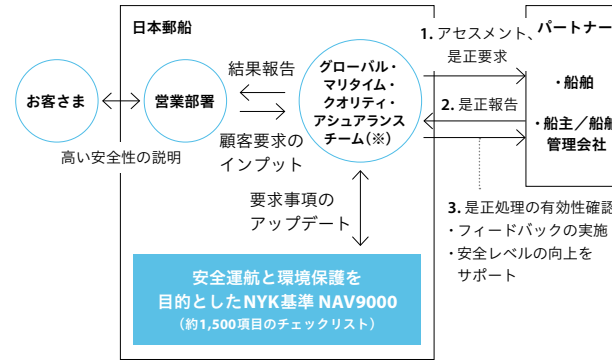 日本郵船
1. アセスメント、
是正要求
パートナー
結果報告
グローバル・
マリタイム・
クオリティ・
アシュアランス
チーム(※)
お客さま
営業部署
・船舶
2. 是正報告
・船主／船舶
管理会社
顧客要求の
インプット
高い安全性の説明
要求事項の
アップデート
3. 是正処理の有効性確認
・フィードバックの実施
・安全レベルの向上を
サポート
安全運航と環境保護を
目的としたNYK基準 NAV9000
（約1,500項目のチェックリスト）